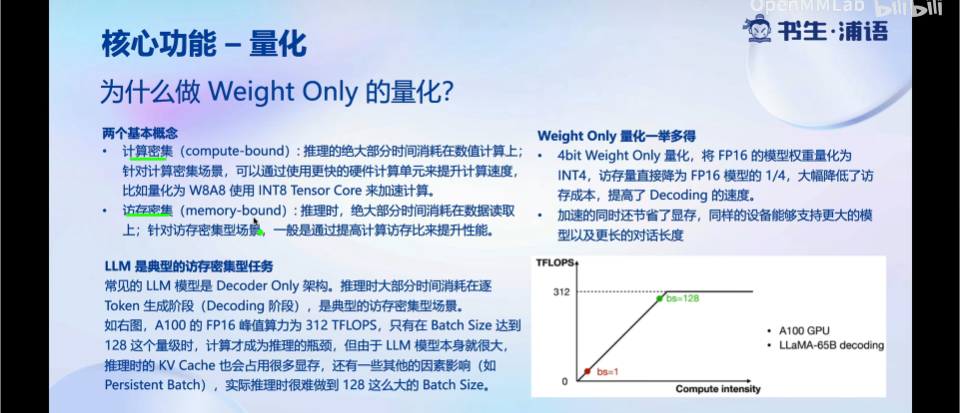 OpenMMLab bilibili
书生·浦语
核心功能 – 量化
为什么做 Weight Only 的量化?
两个基本概念
• 计算密集（compute-bound）: 推理的绝大部分时间消耗在数值计算上；
针对计算密集场景，可以通过使用更快的硬件计算单元来提升计算速度，
比如量化为 W8A8 使用 INT8 Tensor Core 来加速计算。
• 访存密集（memory-bound）: 推理时，绝大部分时间消耗在数据读取
上；针对访存密集型场景，一般是通过提高计算访存比来提升性能。
LLM 是典型的访存密集型任务
常见的 LLM 模型是 Decoder Only 架构。推理时大部分时间消耗在逐
Token 生成阶段（Decoding 阶段），是典型的访存密集型场景。
如右图，A100 的 FP16 峰值算力为 312 TFLOPS，只有在 Batch Size 达到
128 这个量级时，计算才成为推理的瓶颈，但由于 LLM 模型本身就很大，
推理时的 KV Cache 也会占用很多显存，还有一些其他的因素影响（如
Persistent Batch），实际推理时很难做到 128 这么大的 Batch Size。
Weight Only 量化一举多得
• 4bit Weight Only 量化，将 FP16 的模型权重量化为
INT4，访存量直接降为 FP16 模型的 1/4，大幅降低了访
存成本，提高了 Decoding 的速度。
• 加速的同时还节省了显存，同样的设备能够支持更大的模
型以及更长的对话长度
TFLOPS
312
bs=128
• A100 GPU
• LLaMA-65B decoding
bs=1
0
Compute intensity